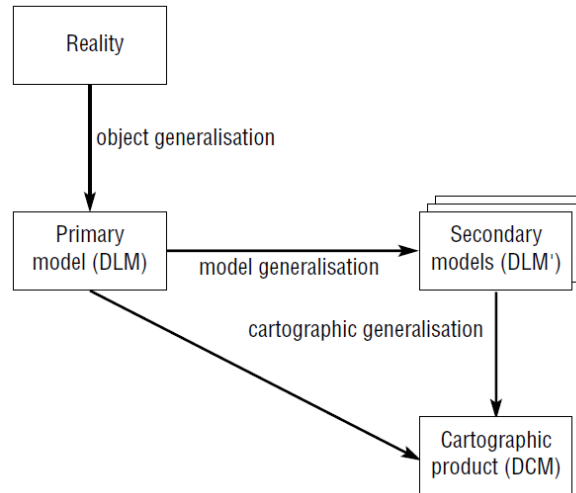 Reality
object generalisation
Primary
model (DLM)
model generalisation
Secondary
models (DLM')
cartographic generalisation
Cartographic
product (DCM)